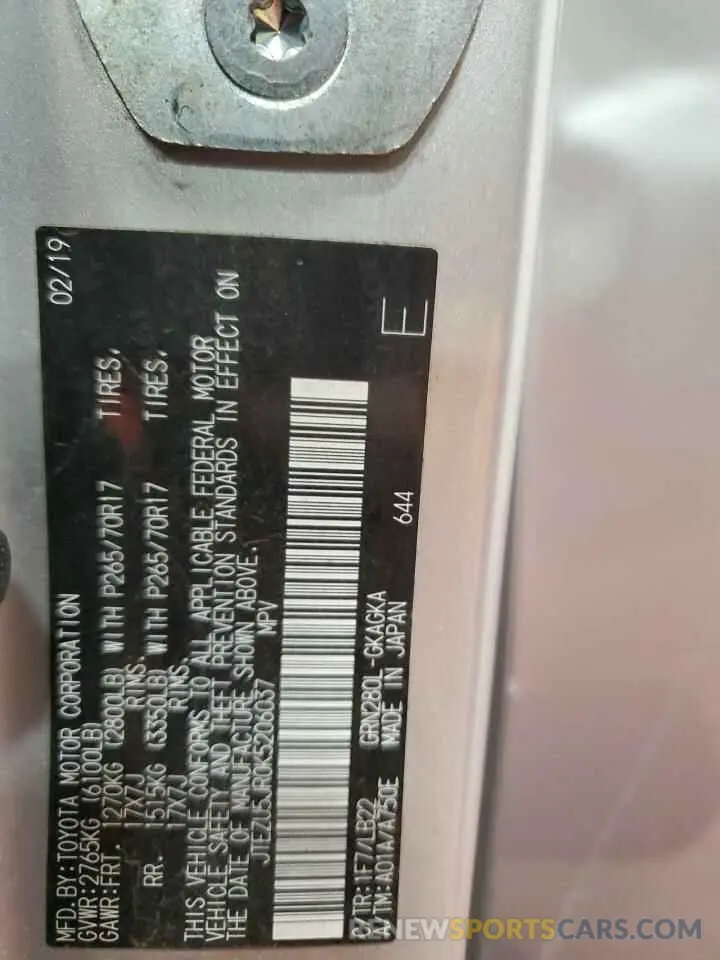 MFD.BY:TOYOTA MOTOR CORPORATION 02/19
GVWR:2765KG (6100LB)
GAWR:FRT. 1270KG (2800LB) WITH P265/70R17 TIRES,
17X7J RIMS,
RR. 1515KG (3350LB) WITH P265/70R17 TIRES,
17X7J RIMS,
THIS VEHICLE CONFORMS TO ALL APPLICABLE FEDERAL MOTOR
VEHICLE SAFETY AND THEFT PREVENTION STANDARDS IN EFFECT ON
THE DATE OF MANUFACTURE SHOWN ABOVE.
JTEZU5JR0K5206037 MPV
C/TR:1F7/LB22 GRN280L-GKAGKA
A/TM:A01A/A750E MADE IN JAPAN 644
E
©NEWSPORTSCARS.COM